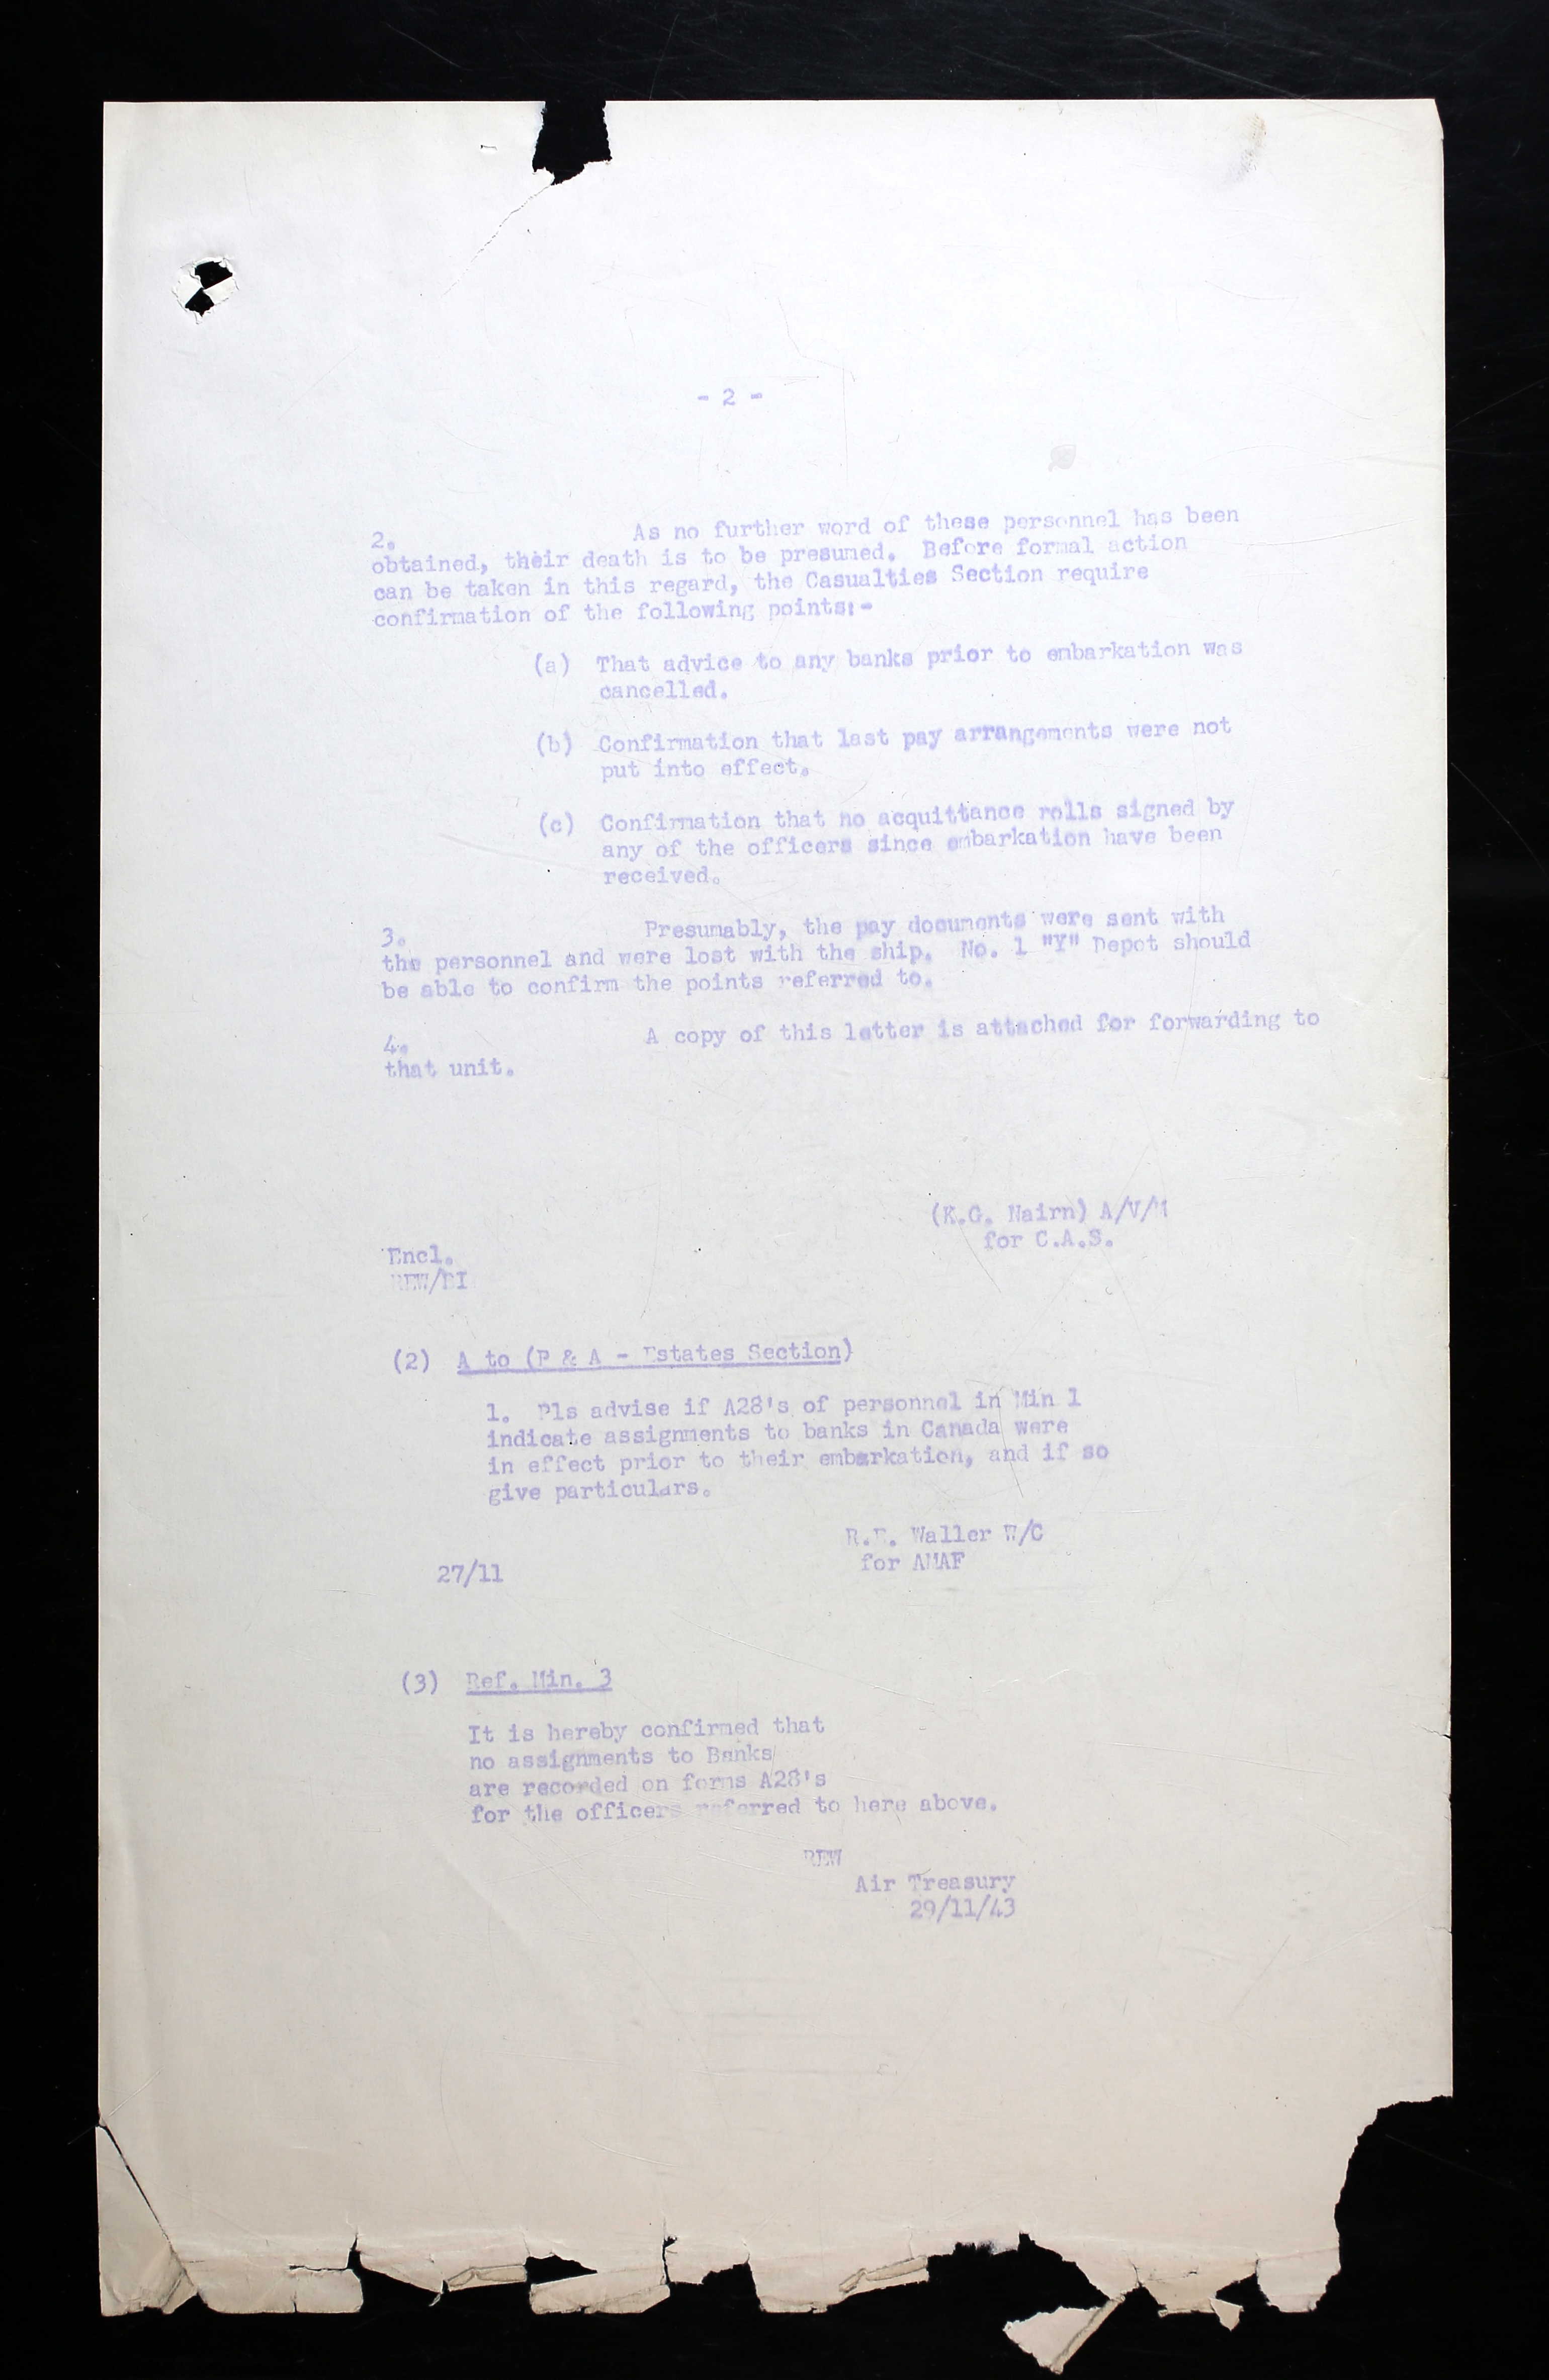 - 2 -
2. As no further word of these personnel has been
obtained, their death is to be presumed. Before formal action
can be taken in this regard, the Casualties Section require
confirmation of the following points:-
(a) That advice to any banks prior to embarkation was
cancelled.
(b) Confirmation that last pay arrangements were not
put into effect.
(c) Confirmation that no acquittance rolls signed by
any of the officers since embarkation have been
received.
3. Presumably, the pay documents were sent with
the personnel and were lost with the ship. No. 1 "Y" Depot should
be able to confirm the points referred to.
4. A copy of this letter is attached for forwarding to
that unit.
(K.G. Nairn) A/V/M
for C.A.S.
Encl.
(2) A to (P & A - Estates Section)
1. Pls advise if A28's of personnel in Min 1
indicate assignments to banks in Canada were
in effect prior to their embarkation, and if so
give particulars.
Waller W/C
for AMAF
27/11
(3) Ref. Min. 3
It is hereby confirmed that
no assignments to Banks
are recorded on forms A28's
for the officers referred to here above.
REW
Air Treasury
29/11/43